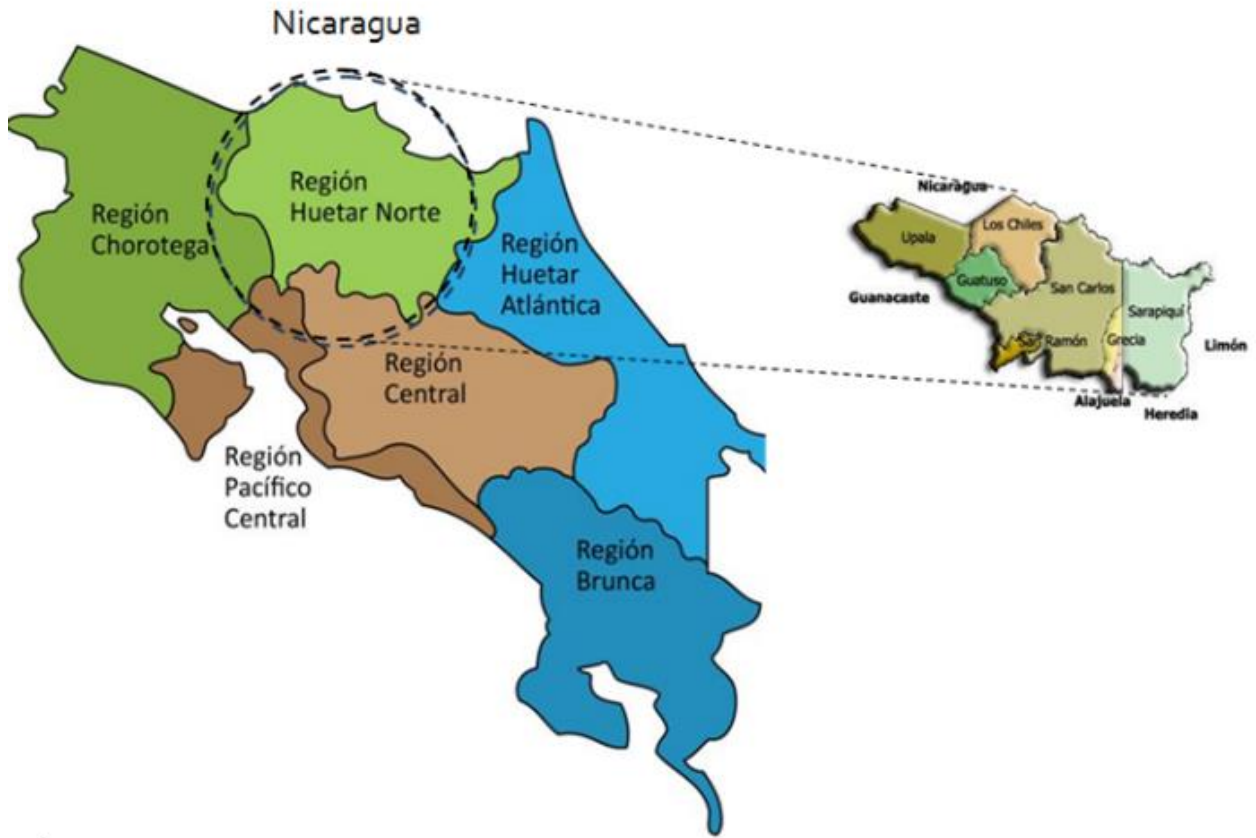 Nicaragua
Región
Huetar Norte
Región
Chorotega
Región
Huetar
Atlántica
Región
Central
Región
Pacífico
Central
Región
Brunca
Nicaragua
Los Chiles
Upala
Guatuso
San Carlos
Guanacaste
Sarapiquí
San Ramón
Grecia
Limón
Alajuela
Heredia